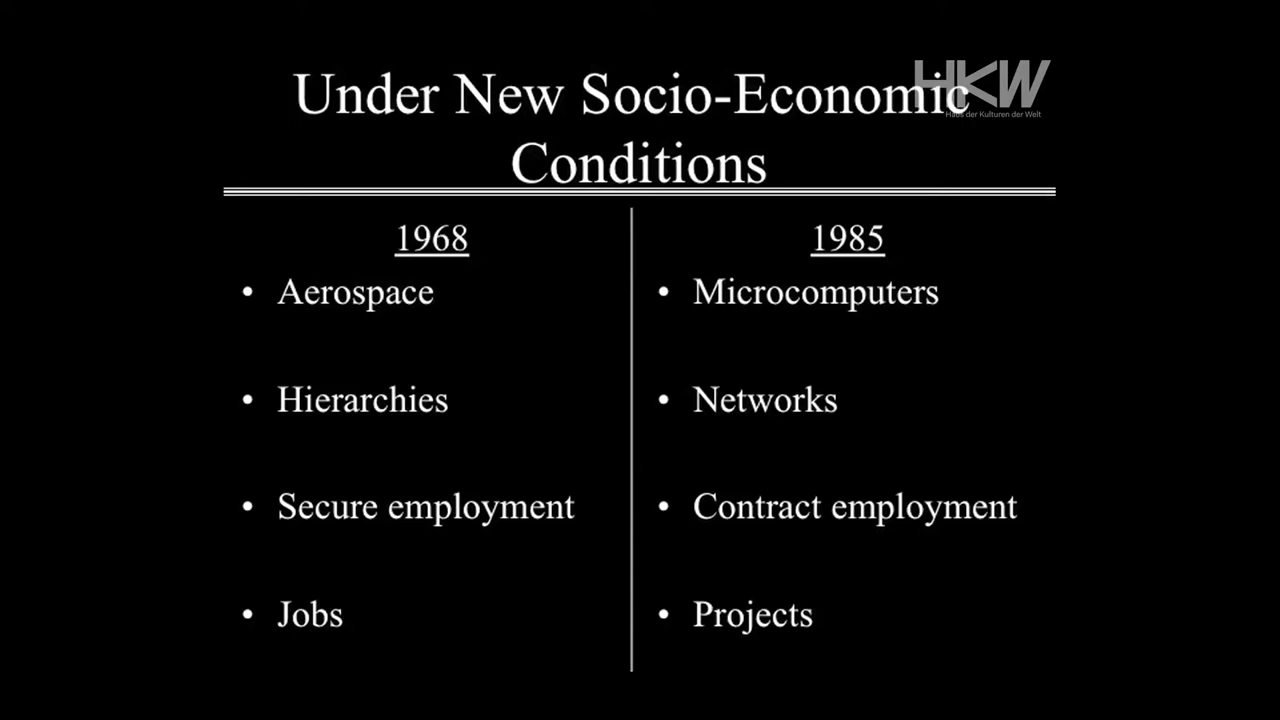 Under New Socio-Economic
Conditions
HKW
Haus der Kulturen der Welt
1968
• Aerospace
• Hierarchies
• Secure employment
• Jobs
1985
• Microcomputers
• Networks
• Contract employment
• Projects